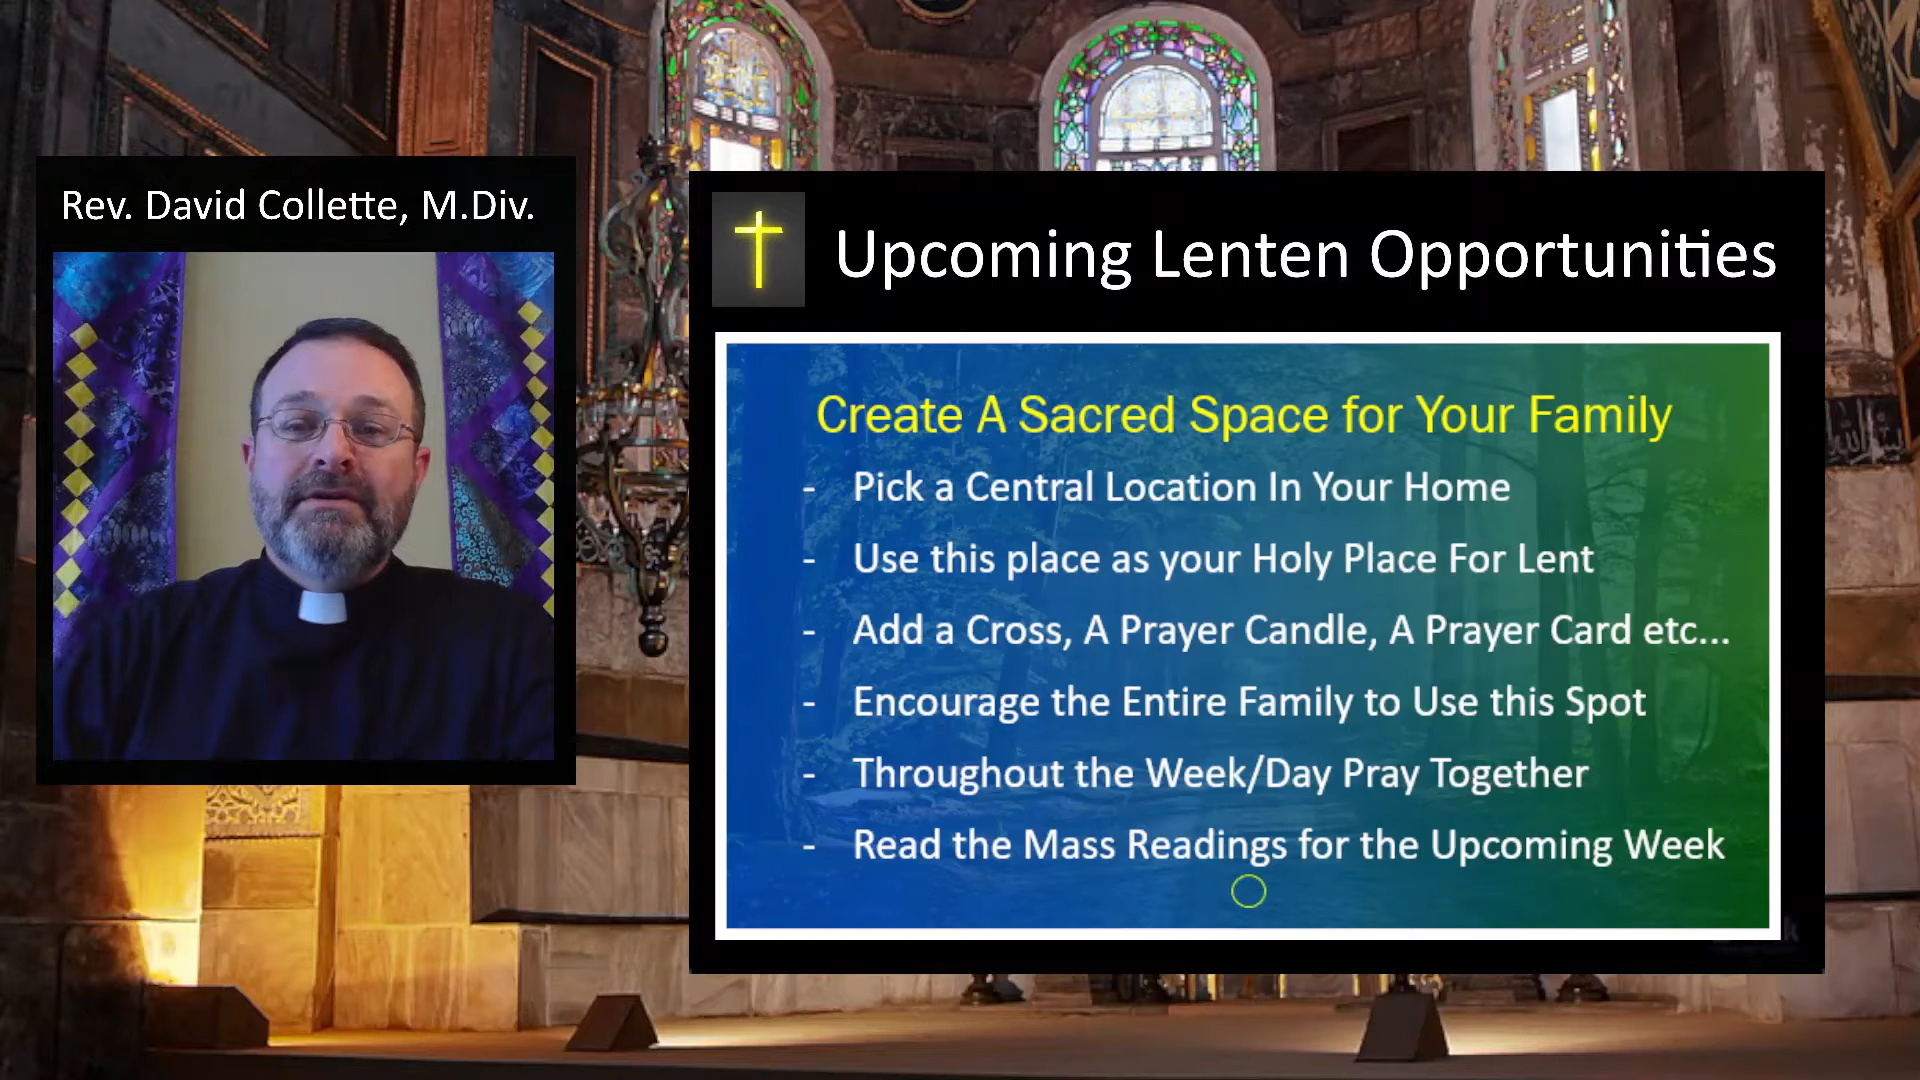 Rev. David Collette, M.Div.
Upcoming Lenten Opportunities
Create A Sacred Space for Your Family
- Pick a Central Location In Your Home
- Use this place as your Holy Place For Lent
- Add a Cross, A Prayer Candle, A Prayer Card etc...
- Encourage the Entire Family to Use this Spot
- Throughout the Week/Day Pray Together
- Read the Mass Readings for the Upcoming Week